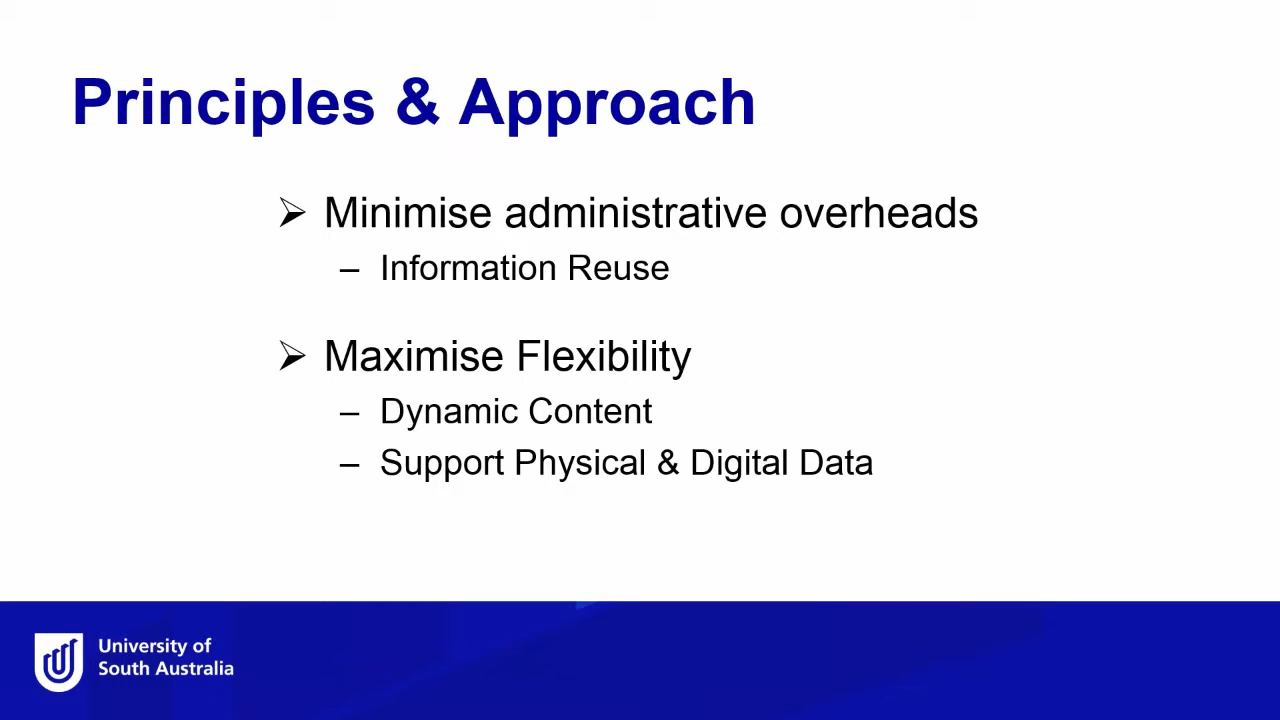 Principles & Approach
➢ Minimise administrative overheads
– Information Reuse
➢ Maximise Flexibility
– Dynamic Content
– Support Physical & Digital Data
University of
South Australia